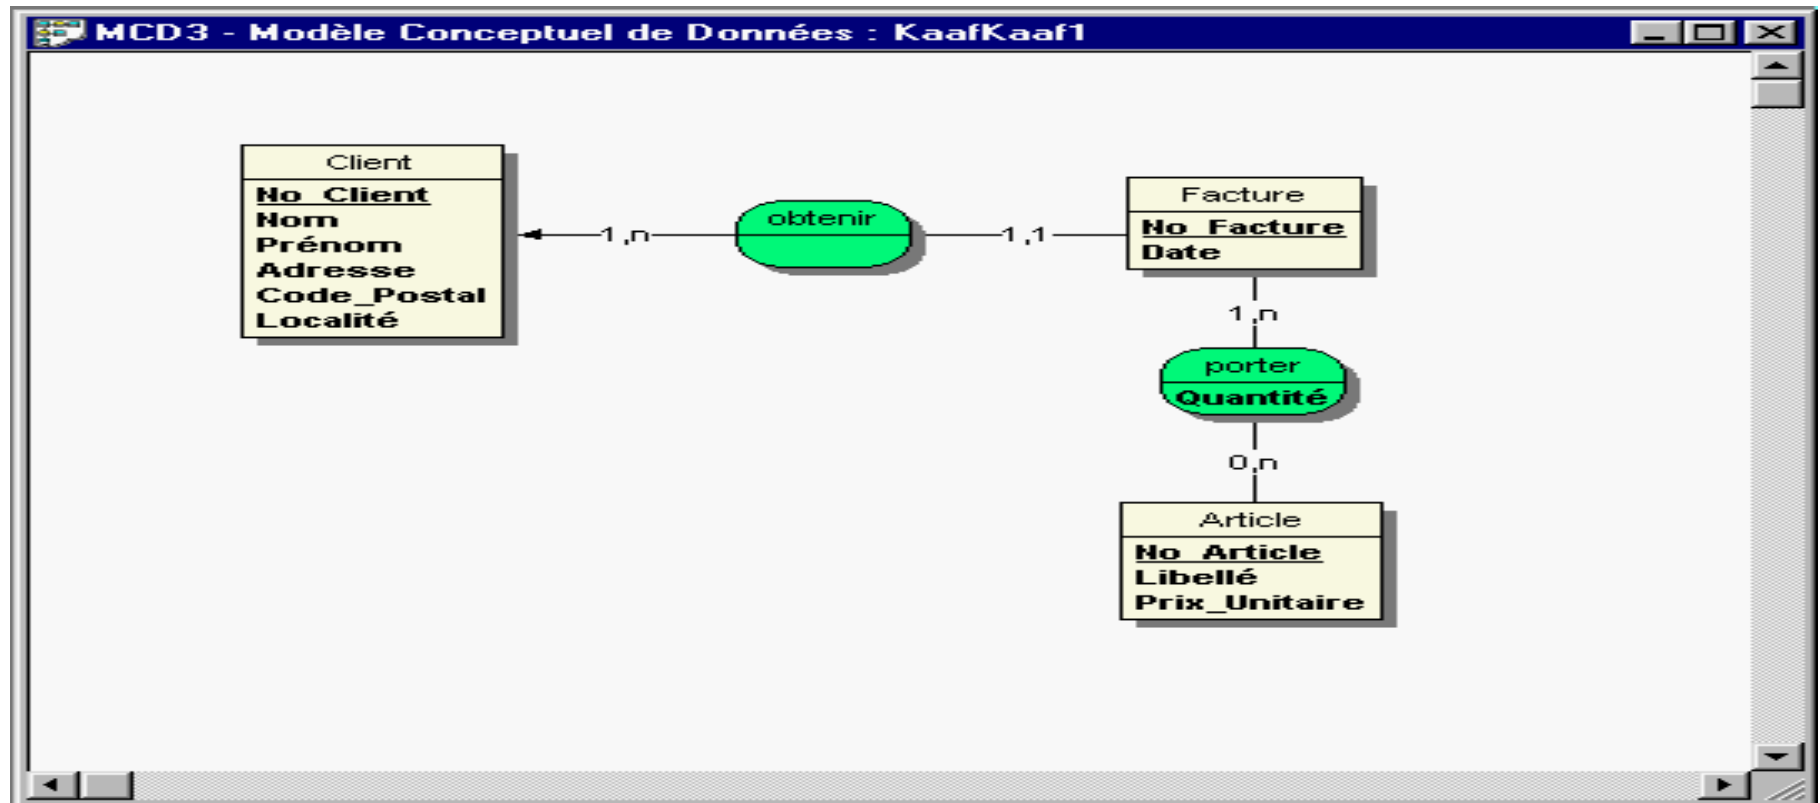 MCD3 - Modèle Conceptuel de Données : KaafKaaf1
Client
No_Client
Nom
Prénom
Adresse
Code_Postal
Localité
1,n
obtenir
1,1
Facture
No_Facture
Date
1,n
porter
Quantité
0,n
Article
No_Article
Libellé
Prix_Unitaire